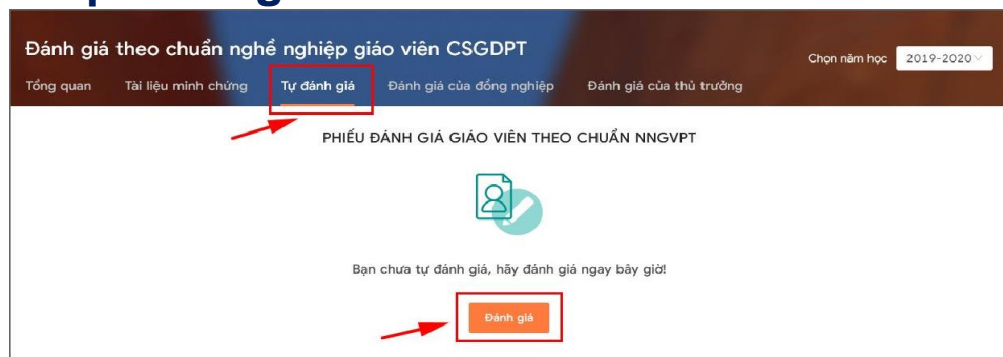 Đánh giá theo chuẩn nghề nghiệp giáo viên CSGDPT
Chọn năm học 2019-2020
Tổng quan Tài liệu minh chứng Tự đánh giá Đánh giá của đồng nghiệp Đánh giá của thủ trưởng
PHIẾU ĐÁNH GIÁ GIÁO VIÊN THEO CHUẨN NNGVPT
Bạn chưa tự đánh giá, hãy đánh giá ngay bây giờ!
Đánh giá